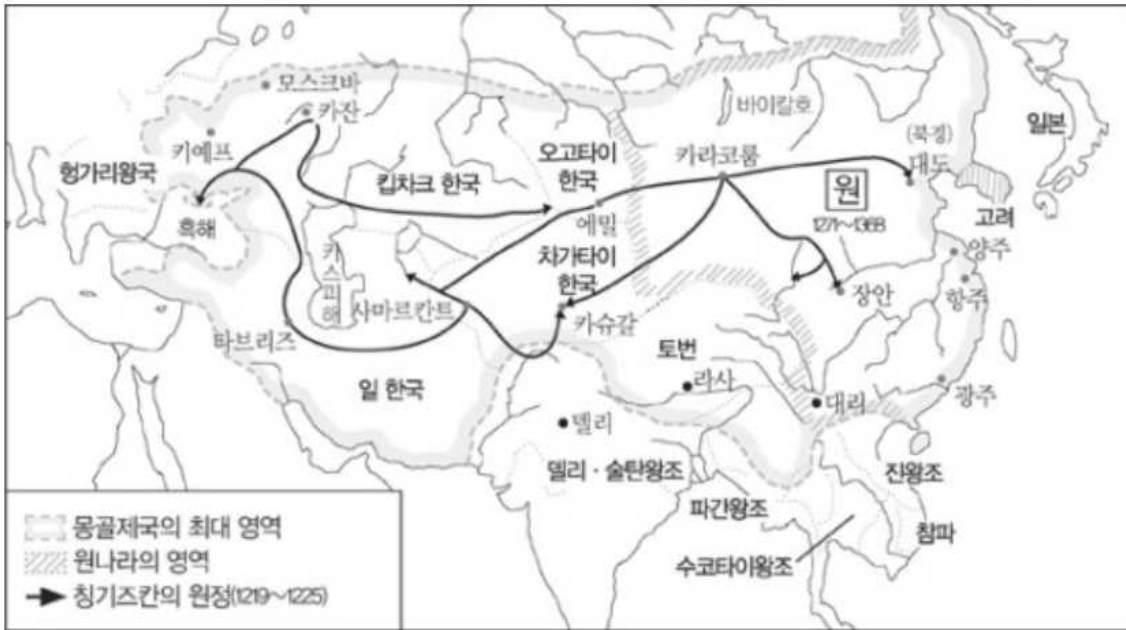 모스크바
카잔
키예프
헝가리왕국
흑해
킵차크 한국
오고타이
한국
에밀
카라코룸
바이칼호
(북경)
대도
원
1271~1368
일본
고려
양주
항주
장안
차가타이
한국
카슈갈
카스피해
사마르칸트
타브리즈
일 한국
토번
라사
대리
광주
델리
델리 · 술탄왕조
파간왕조
진왕조
참파
수코타이왕조
몽골제국의 최대 영역
원나라의 영역
칭기즈칸의 원정(1219~1225)